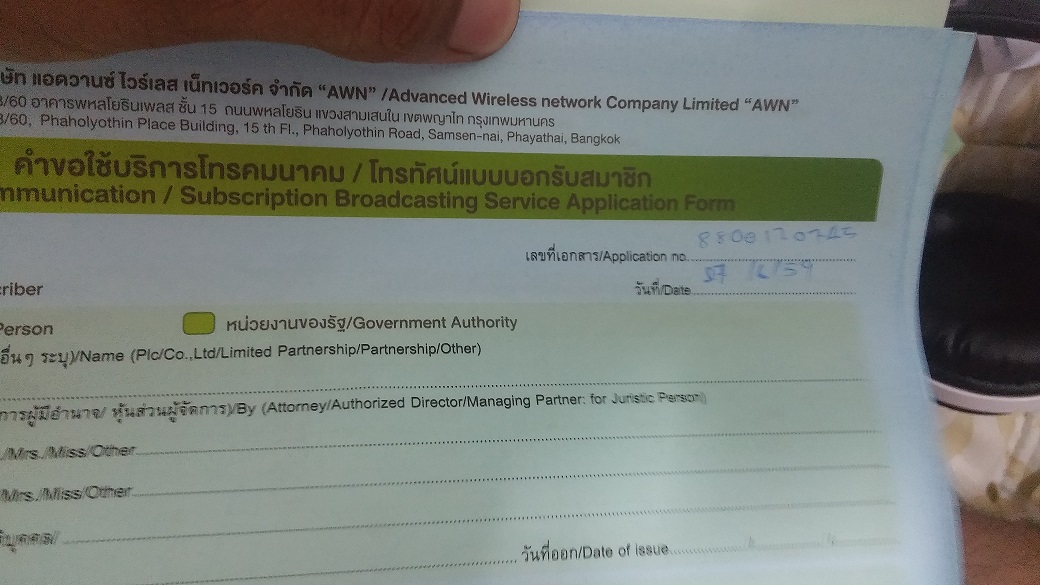 ษัท แอดวานซ์ ไวร์เลส เน็ทเวอร์ค จำกัด “AWN” /Advanced Wireless network Company Limited “AWN”
/60 อาคารพหลโยธินเพลส ชั้น 15 ถนนพหลโยธิน แขวงสามเสนใน เขตพญาไท กรุงเทพมหานคร
/60, Phaholyothin Place Building, 15 th Fl., Phaholyothin Road, Samsen-nai, Phayathai, Bangkok
คำขอใช้บริการโทรคมนาคม / โทรทัศน์แบบบอกรับสมาชิก
mmunication / Subscription Broadcasting Service Application Form
เลขที่เอกสาร/Application no.
criber
วันที่/Date
Person
หน่วยงานของรัฐ/Government Authority
อื่นๆ ระบุ)/Name (Plc/Co.,Ltd/Limited Partnership/Partnership/Other)
การผู้มีอำนาจ/ หุ้นส่วนผู้จัดการ)/By (Attorney/Authorized Director/Managing Partner: for Juristic Person)
./Mrs./Miss/Other
/Mrs./Miss/Other
วันที่ออก/Date of issue